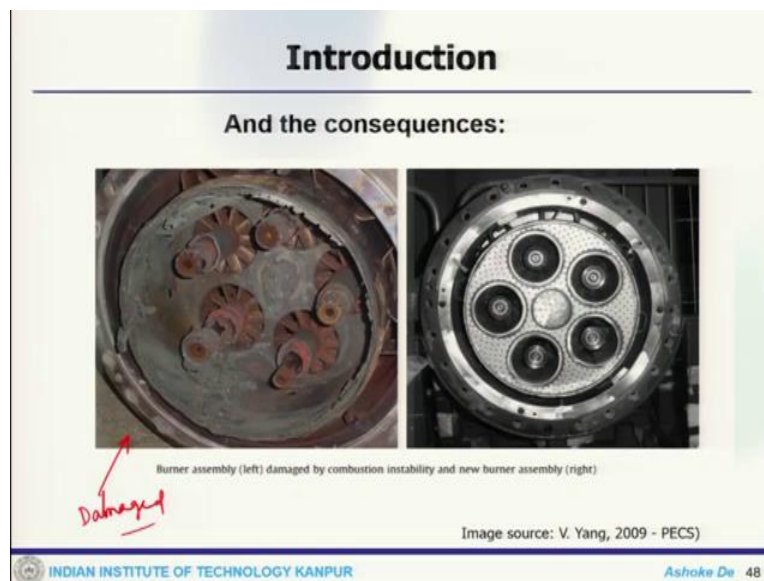 Introduction
And the consequences:
Burner assembly (left) damaged by combustion instability and new burner assembly (right)
Damaged
Image source: V. Yang, 2009 - PECS)
INDIAN INSTITUTE OF TECHNOLOGY KANPUR
Ashoke De 48